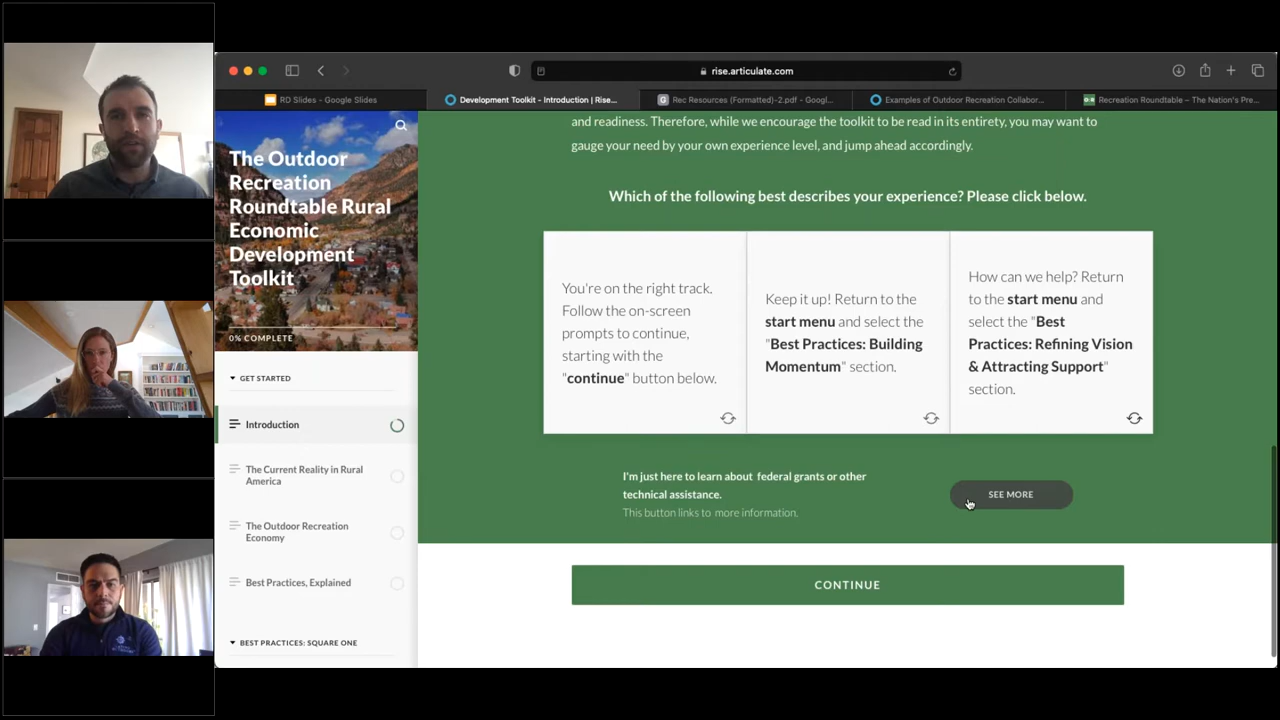 rise.articulate.com
RD Slides - Google Slides
Development Toolkit - Introduction | Rise...
Rec Resources (Formatted)-2.pdf - Googl...
Examples of Outdoor Recreation Collabor...
Recreation Roundtable – The Nation's Pre...
The Outdoor
Recreation
Roundtable Rural
Economic
Development
Toolkit
0% COMPLETE
GET STARTED
Introduction
The Current Reality in Rural
America
The Outdoor Recreation
Economy
Best Practices, Explained
BEST PRACTICES: SQUARE ONE
and readiness. Therefore, while we encourage the toolkit to be read in its entirety, you may want to
gauge your need by your own experience level, and jump ahead accordingly.
Which of the following best describes your experience? Please click below.
You're on the right track.
Follow the on-screen
prompts to continue,
starting with the
"continue" button below.
Keep it up! Return to the
start menu and select the
"Best Practices: Building
Momentum" section.
How can we help? Return
to the start menu and
select the "Best
Practices: Refining Vision
& Attracting Support"
section.
I'm just here to learn about federal grants or other
technical assistance.
This button links to more information.
SEE MORE
CONTINUE